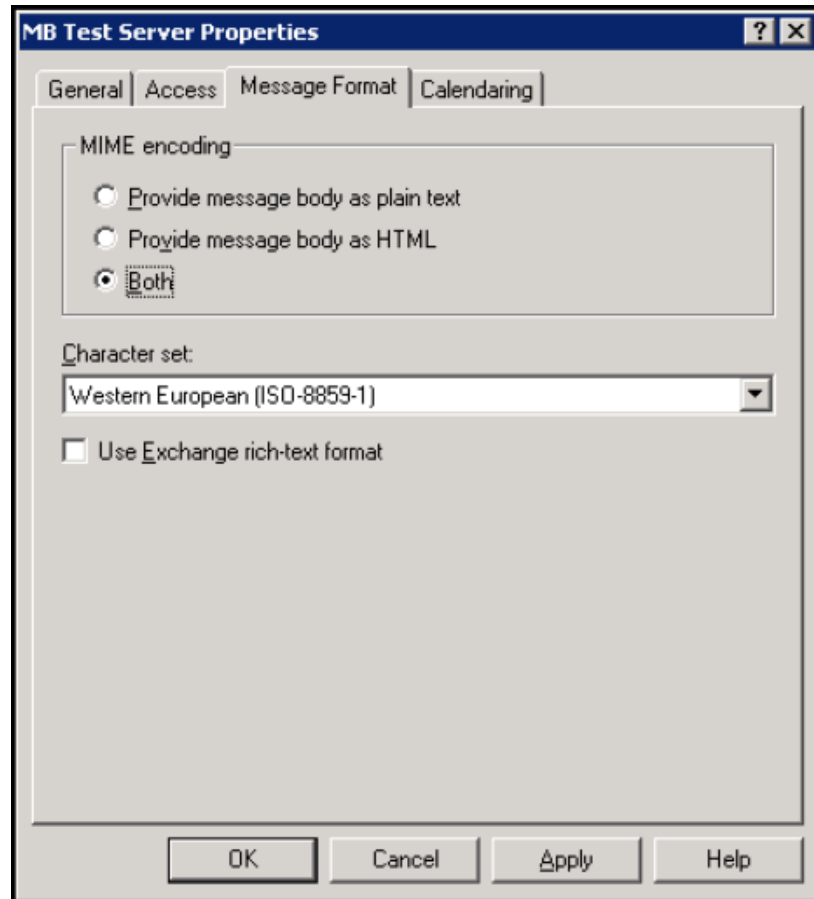 MB Test Server Properties
General Access Message Format Calendaring
MIME encoding
Provide message body as plain text
Provide message body as HTML
Both
Character set:
Western European (ISO-8859-1)
Use Exchange rich-text format
OK Cancel Apply Help